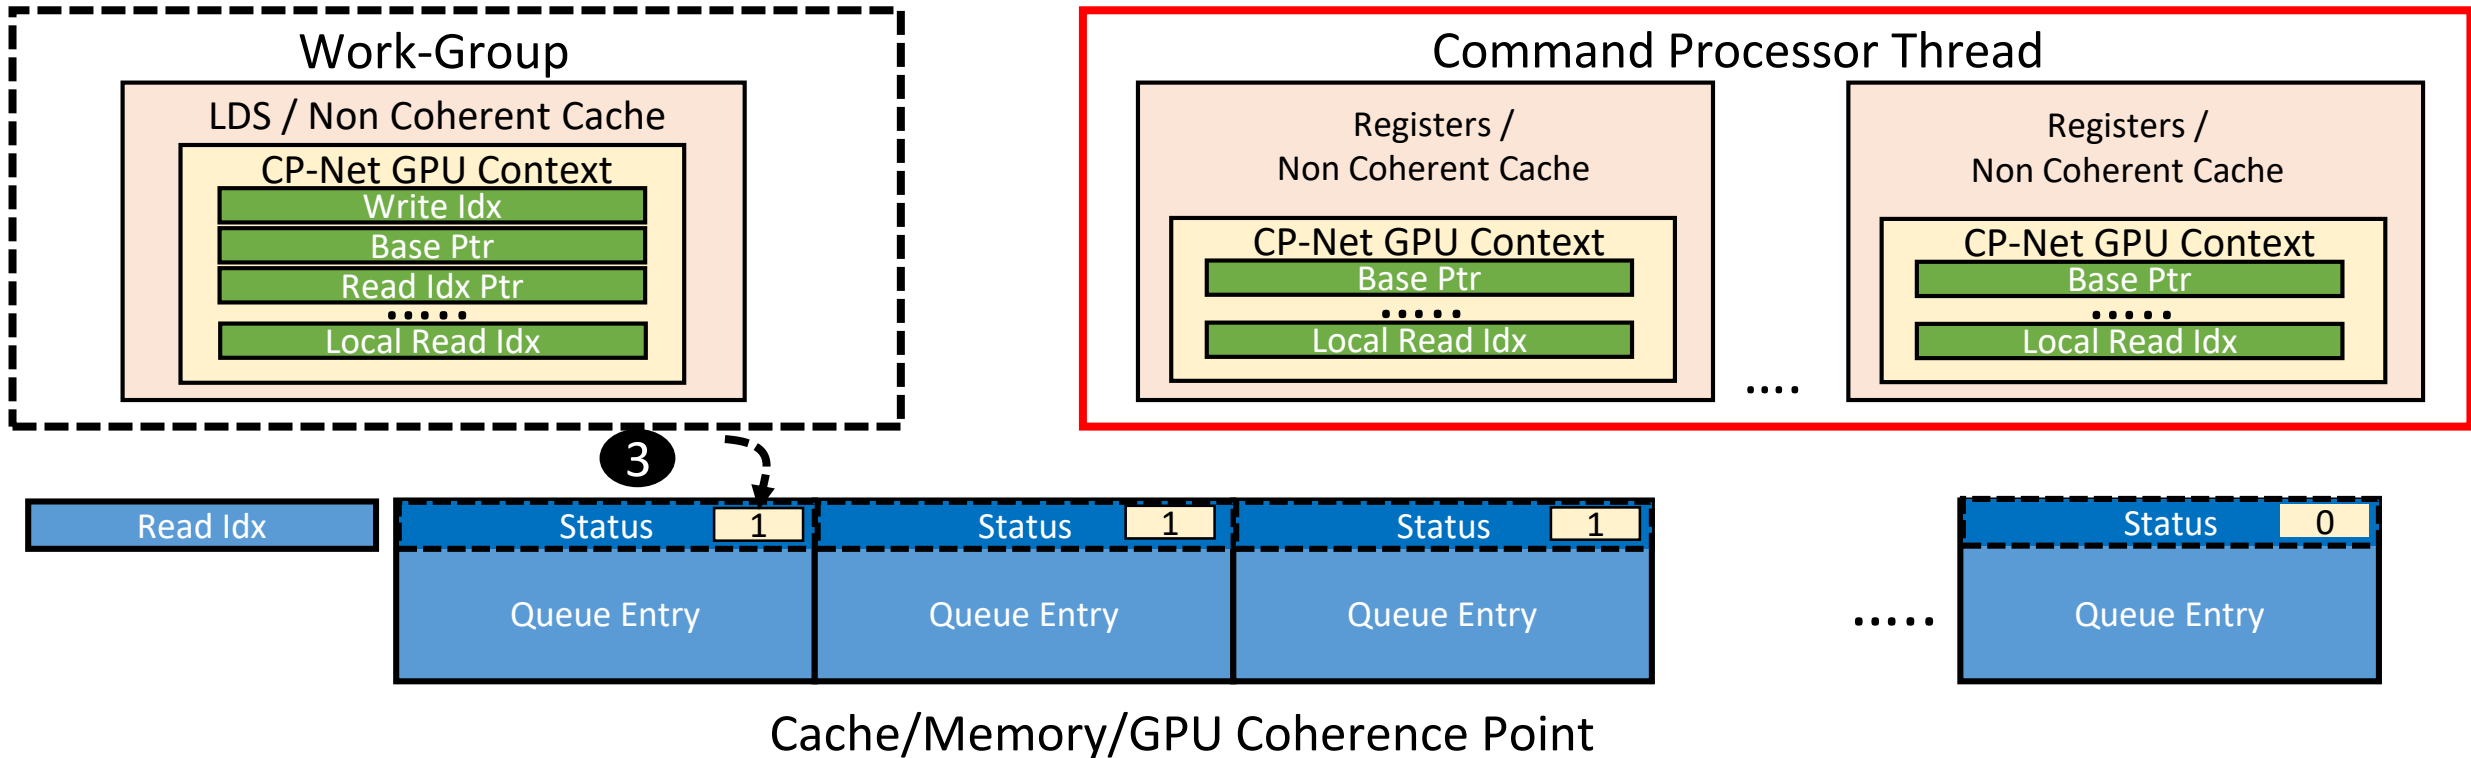 Work-Group
LDS / Non Coherent Cache
CP-Net GPU Context
Write Idx
Base Ptr
Read Idx Ptr
.....
Local Read Idx
Command Processor Thread
Registers /
Non Coherent Cache
CP-Net GPU Context
Base Ptr
.....
Local Read Idx
....
Registers /
Non Coherent Cache
CP-Net GPU Context
Base Ptr
.....
Local Read Idx
3
Read Idx
Status 1
Queue Entry
Status 1
Queue Entry
Status 1
Queue Entry
.....
Status 0
Queue Entry
Cache/Memory/GPU Coherence Point